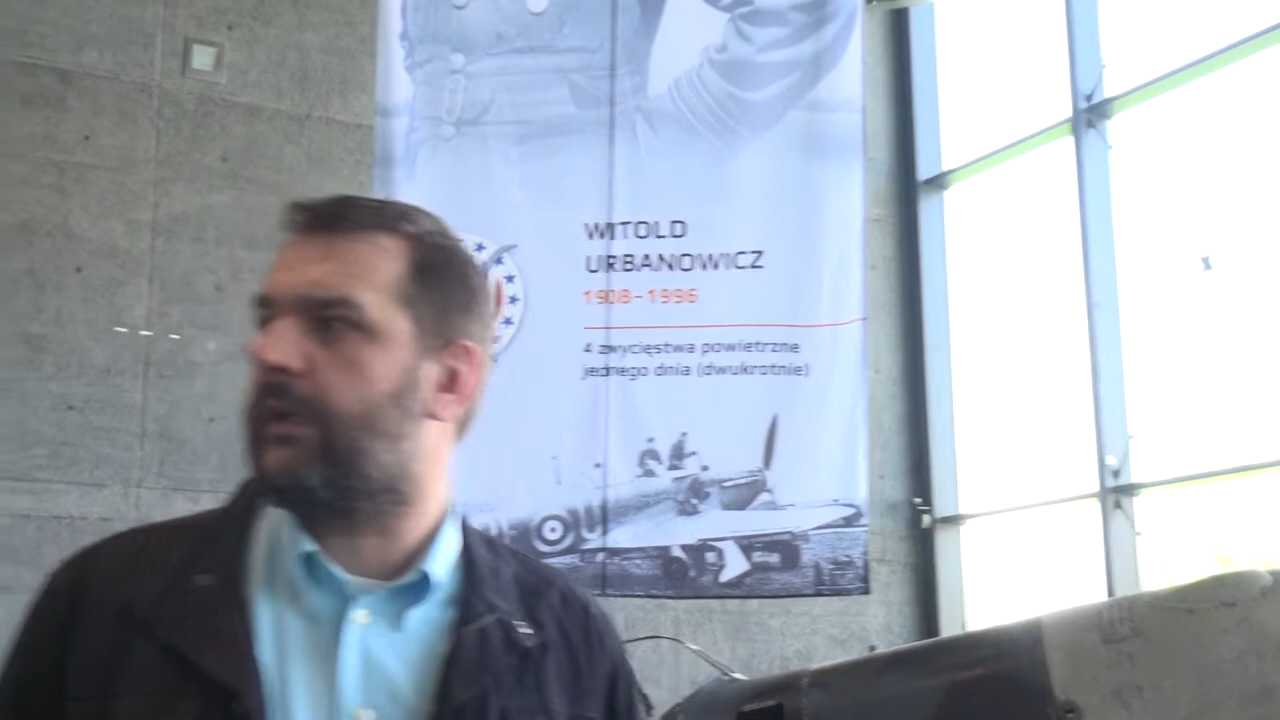 WITOLD
URBANOWICZ
1908-1996
4 zwycięstwa powietrzne
jednego dnia (dwukrotnie)